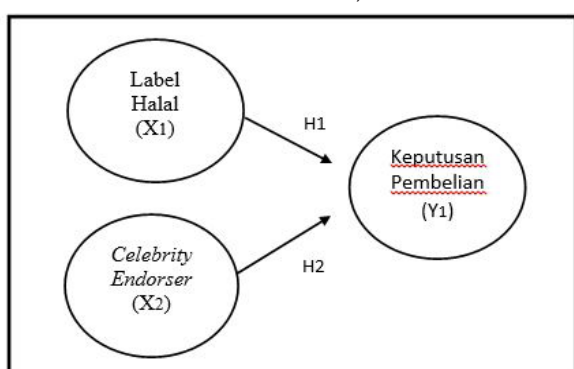 Label
Halal
(X1)
H1
Keputusan
Pembelian
(Y1)
Celebrity
Endorser
(X2)
H2